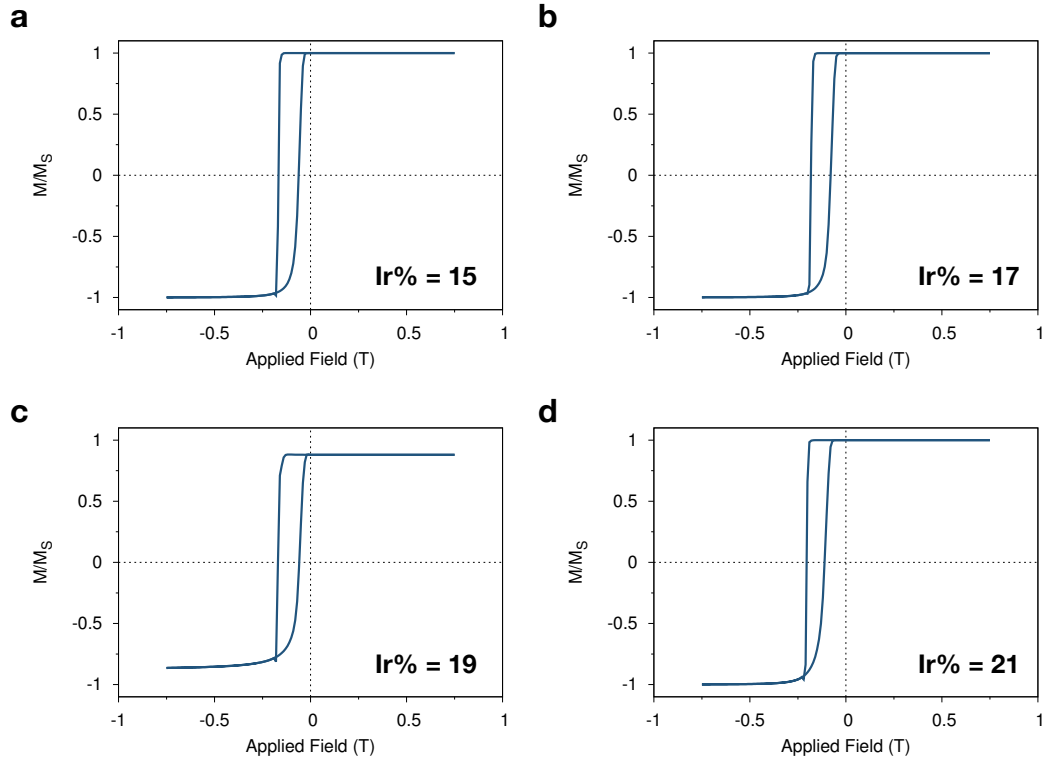 a
1
0.5
0
-0.5
-1
M/MS
-1 -0.5 0 0.5 1
Applied Field (T)
Ir% = 15
b
1
0.5
0
-0.5
-1
M/MS
-1 -0.5 0 0.5 1
Applied Field (T)
Ir% = 17
c
1
0.5
0
-0.5
-1
M/MS
-1 -0.5 0 0.5 1
Applied Field (T)
Ir% = 19
d
1
0.5
0
-0.5
-1
M/MS
-1 -0.5 0 0.5 1
Applied Field (T)
Ir% = 21